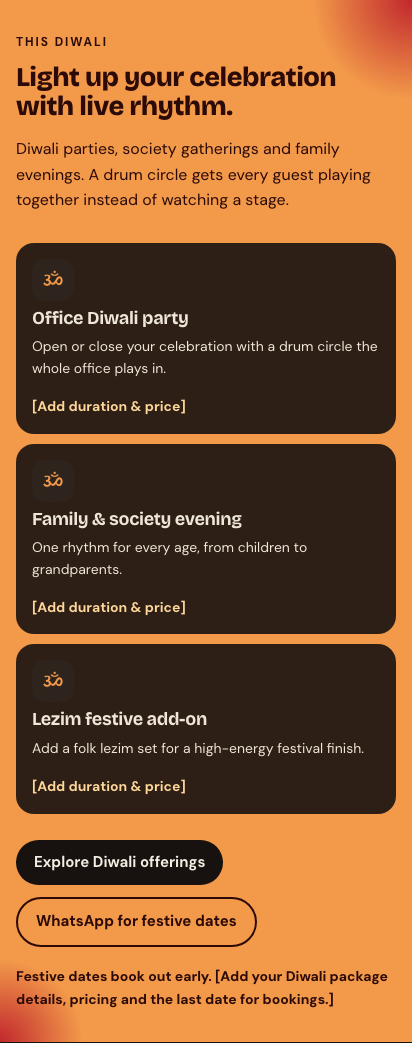 THIS DIWALI
Light up your celebration
with live rhythm.
Diwali parties, society gatherings and family
evenings. A drum circle gets every guest playing
together instead of watching a stage.
ॐ
Office Diwali party
Open or close your celebration with a drum circle the
whole office plays in.
[Add duration & price]
ॐ
Family & society evening
One rhythm for every age, from children to
grandparents.
[Add duration & price]
ॐ
Lezim festive add-on
Add a folk lezim set for a high-energy festival finish.
[Add duration & price]
Explore Diwali offerings
WhatsApp for festive dates
Festive dates book out early. [Add your Diwali package
details, pricing and the last date for bookings.]